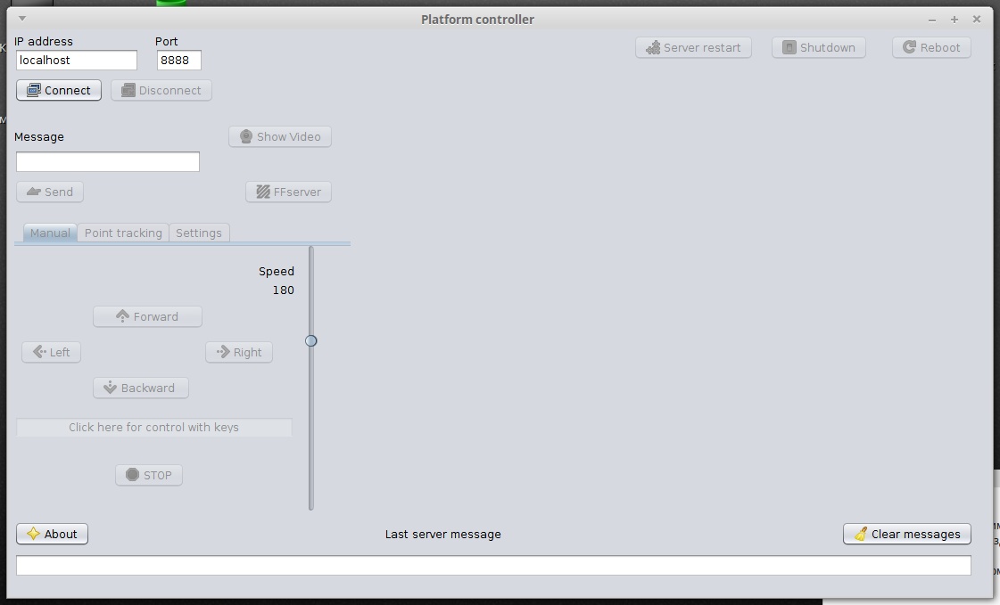 Platform controller
IP address
Port
localhost
8888
Server restart
Shutdown
Reboot
Connect
Disconnect
Message
Show Video
Send
FFserver
Manual
Point tracking
Settings
Speed
180
Forward
Left
Right
Backward
Click here for control with keys
STOP
About
Last server message
Clear messages